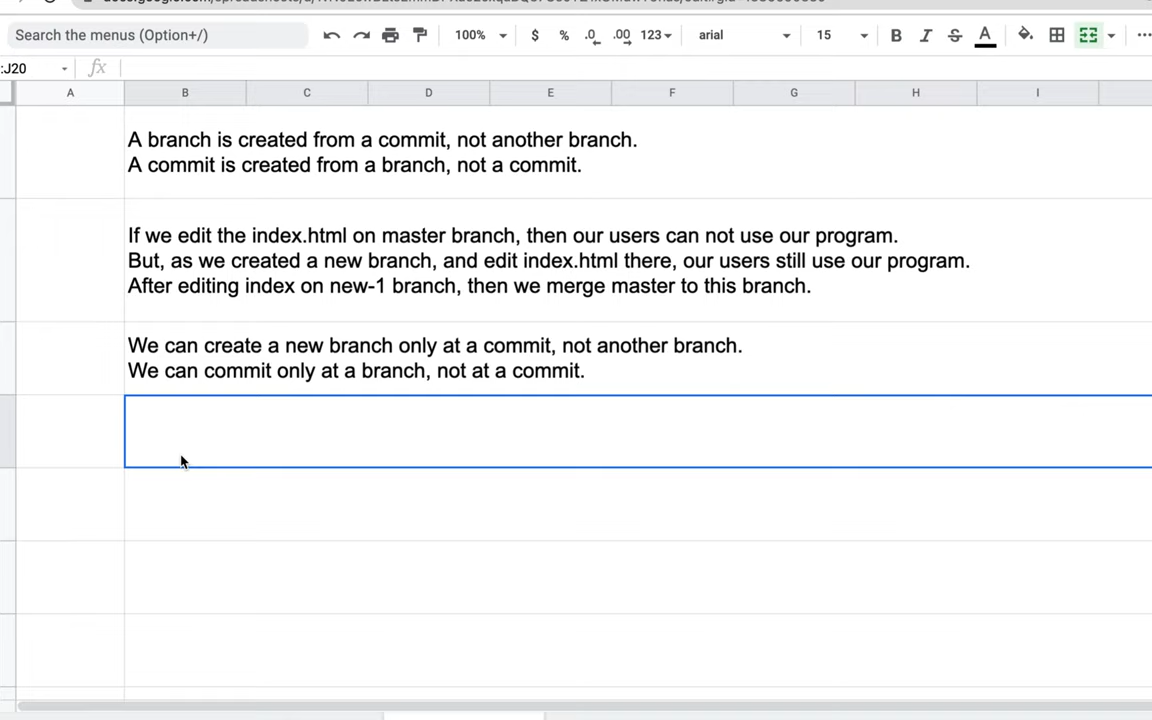 Search the menus (Option+/)
100%
$
%
.0
.00
123
arial
15
B
I
S
A
:J20
fx
A
B
C
D
E
F
G
H
I
A branch is created from a commit, not another branch.
A commit is created from a branch, not a commit.
If we edit the index.html on master branch, then our users can not use our program.
But, as we created a new branch, and edit index.html there, our users still use our program.
After editing index on new-1 branch, then we merge master to this branch.
We can create a new branch only at a commit, not another branch.
We can commit only at a branch, not at a commit.